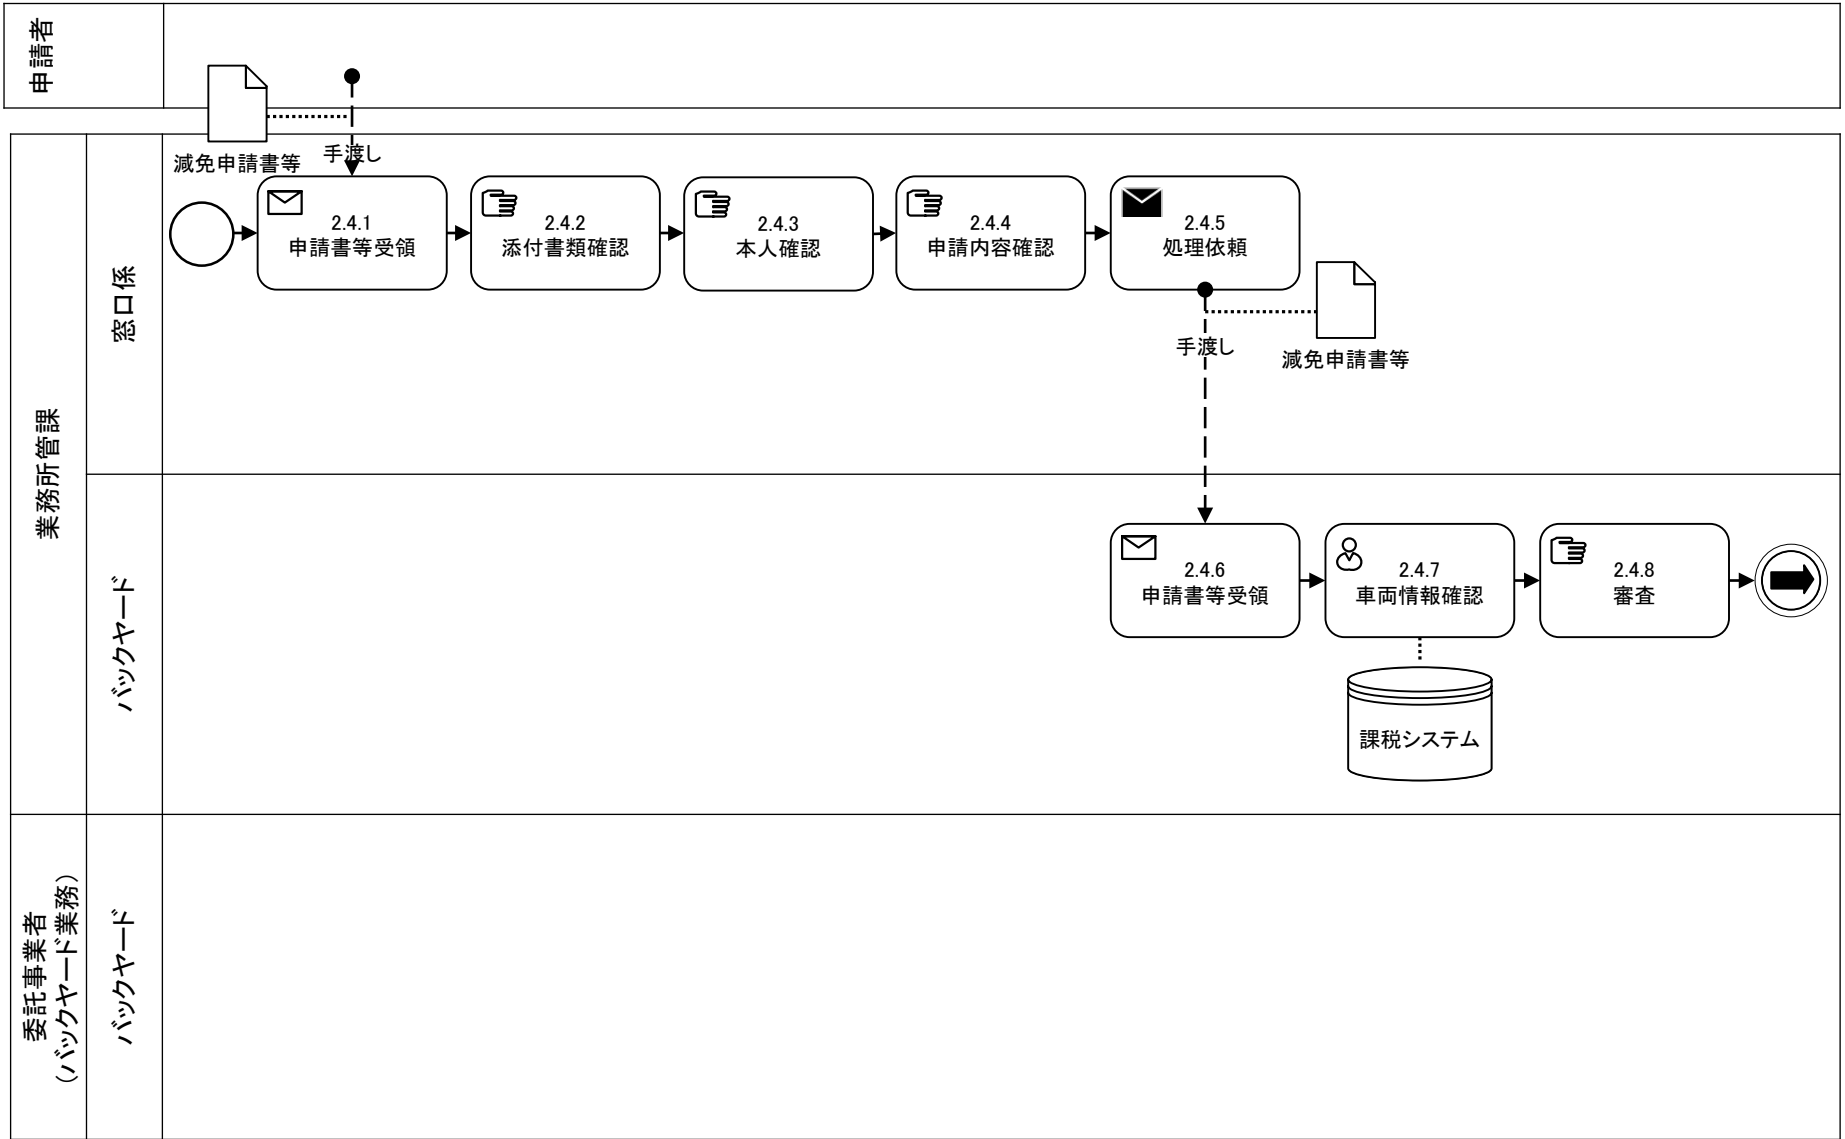 申請者
減免申請書等
手渡し
業務所管課
窓口係
2.4.1
申請書等受領
2.4.2
添付書類確認
2.4.3
本人確認
2.4.4
申請内容確認
2.4.5
処理依頼
手渡し
減免申請書等
バックヤード
2.4.6
申請書等受領
2.4.7
車両情報確認
2.4.8
審査
課税システム
委託事業者
（バックヤード業務）
バックヤード